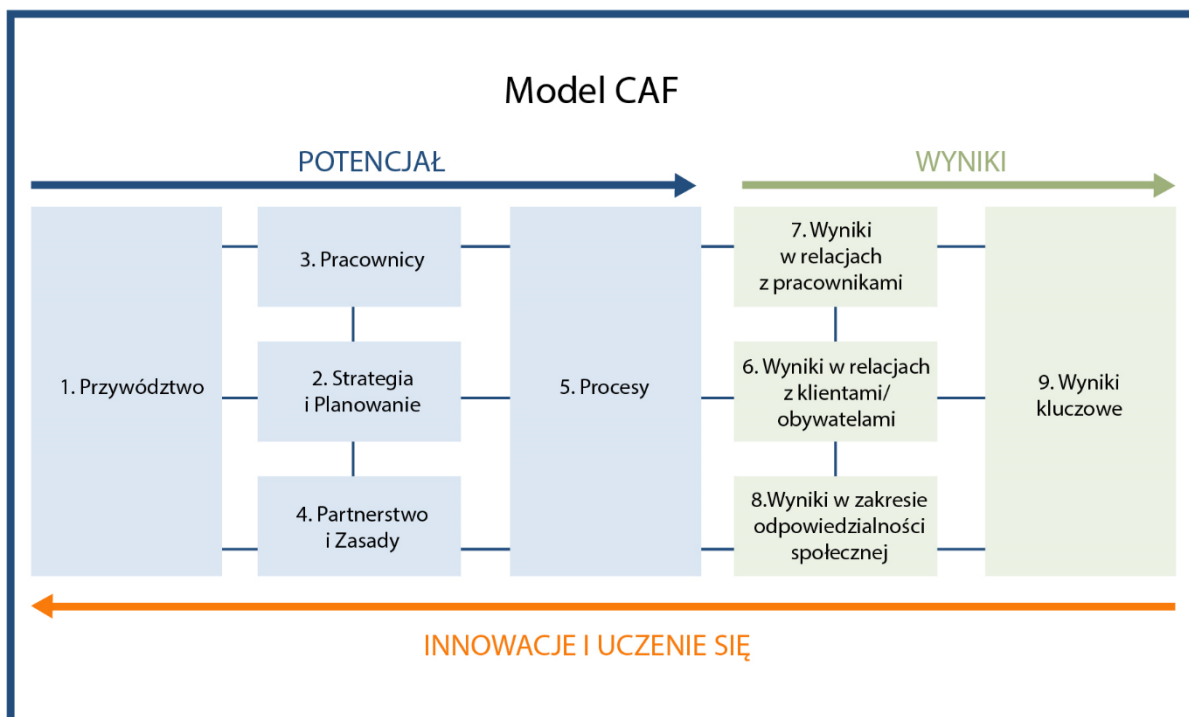 Model CAF
POTENCJAŁ
WYNIKI
1. Przywództwo
3. Pracownicy
2. Strategia
i Planowanie
4. Partnerstwo
i Zasady
5. Procesy
7. Wyniki
w relacjach
z pracownikami
6. Wyniki w relacjach
z klientami/
obywatelami
8.Wyniki w zakresie
odpowiedzialności
społecznej
9. Wyniki
kluczowe
INNOWACJE I UCZENIE SIĘ